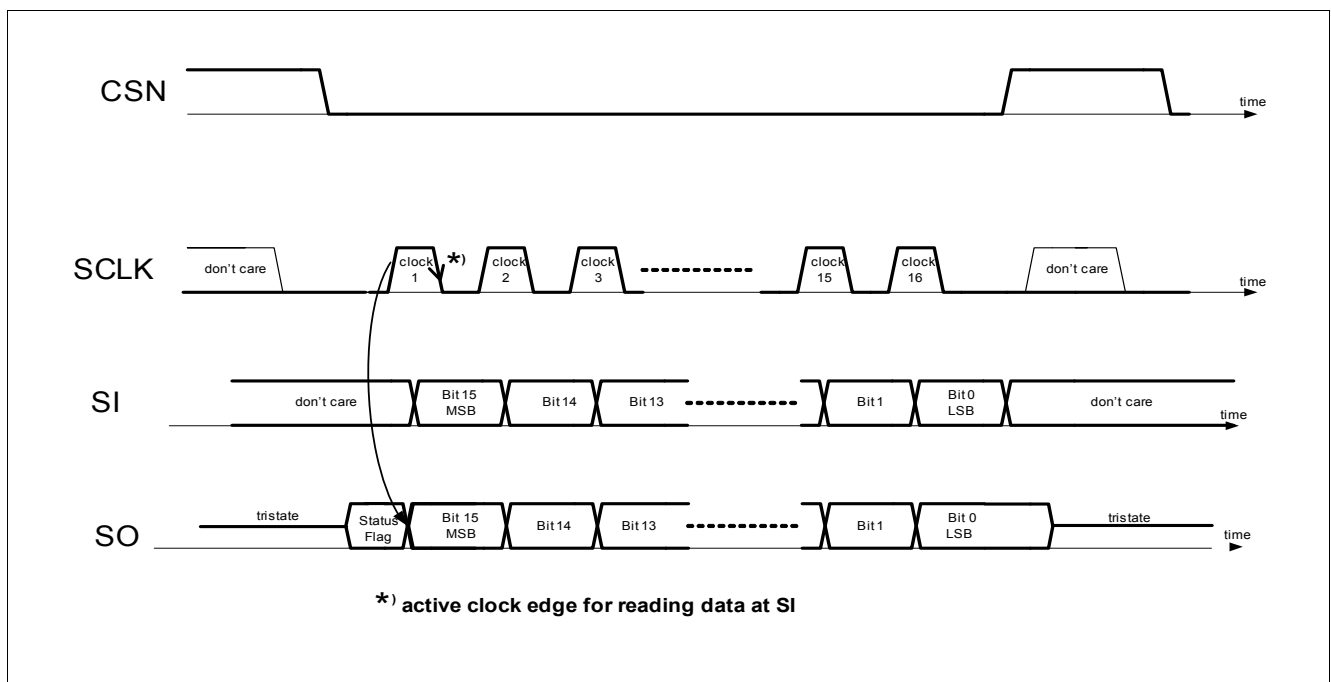 CSN
time
SCLK
don't care
clock
1
*)
clock
2
clock
3
clock
15
clock
16
don't care
time
SI
don't care
Bit 15
MSB
Bit 14
Bit 13
Bit 1
Bit 0
LSB
don't care
time
SO
tristate
Status
Flag
Bit 15
MSB
Bit 14
Bit 13
Bit 1
Bit 0
LSB
tristate
time
*) active clock edge for reading data at SI